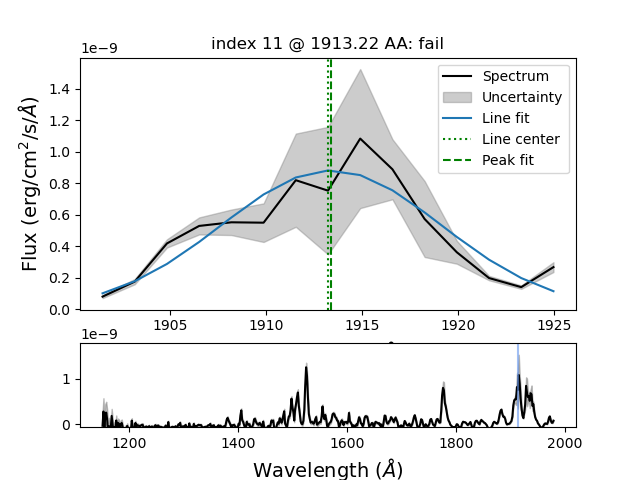 index 11 @ 1913.22 AA: fail
1e−9
Flux (erg/cm²/s/Å)
1.4
1.2
1.0
0.8
0.6
0.4
0.2
0.0
Spectrum
Uncertainty
Line fit
Line center
Peak fit
1905 1910 1915 1920 1925
1e−9
1
0
1200 1400 1600 1800 2000
Wavelength (Å)